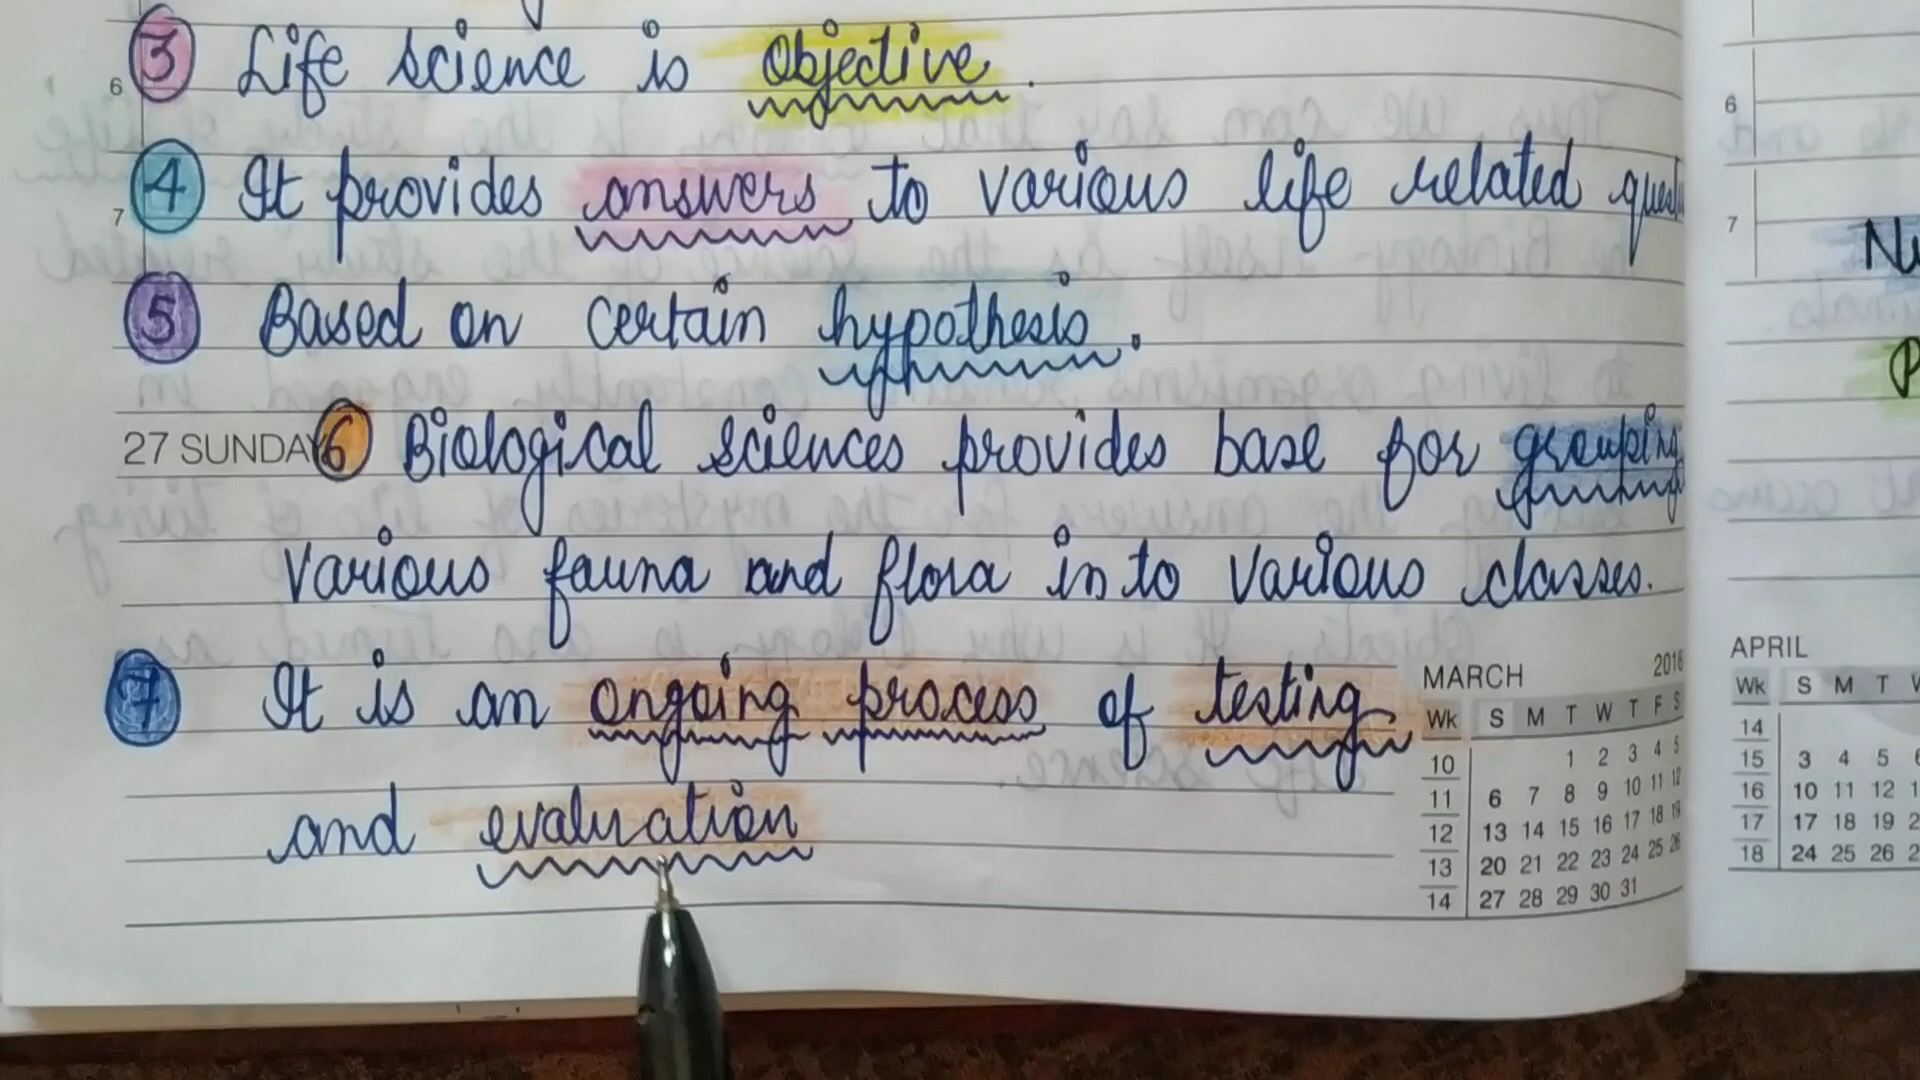 3 Life science is Objective.
6
4 It provides answers to various life related
7
5 Based on certain hypothesis.
27 SUNDAY 6 Biological sciences provides base for grouping
various fauna and flora in to various classes.
7 It is an ongoing process of testing
and evaluation
MARCH 2016
Wk S M T W T F S
10 1 2 3 4 5
11 6 7 8 9 10 11 12
12 13 14 15 16 17 18 19
13 20 21 22 23 24 25 26
14 27 28 29 30 31
6
7
APRIL
Wk S M T
14
15 3 4 5
16 10 11 12
17 17 18 19
18 24 25 26